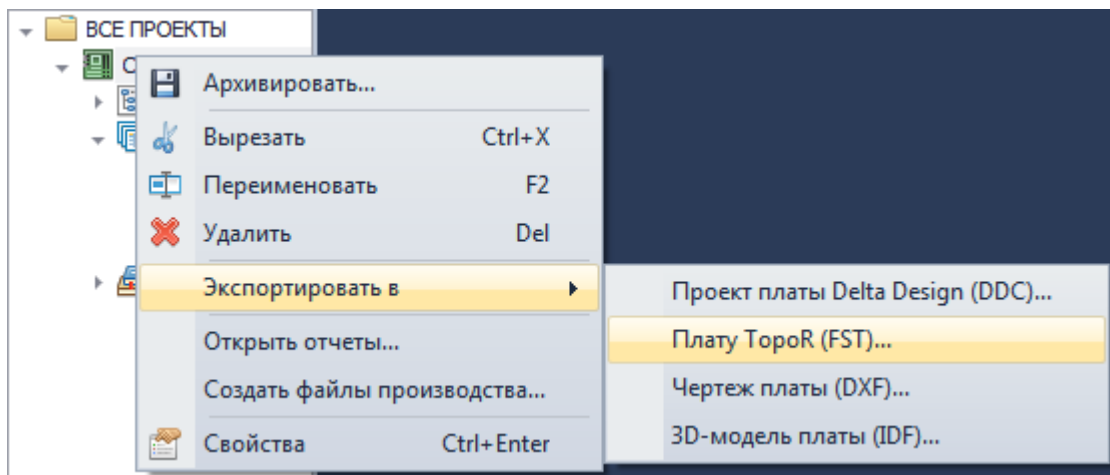 ВСЕ ПРОЕКТЫ
Архивировать...
Вырезать Ctrl+X
Переименовать F2
Удалить Del
Экспортировать в
Проект платы Delta Design (DDC)...
Плату TopoR (FST)...
Чертеж платы (DXF)...
3D-модель платы (IDF)...
Открыть отчеты...
Создать файлы производства...
Свойства Ctrl+Enter